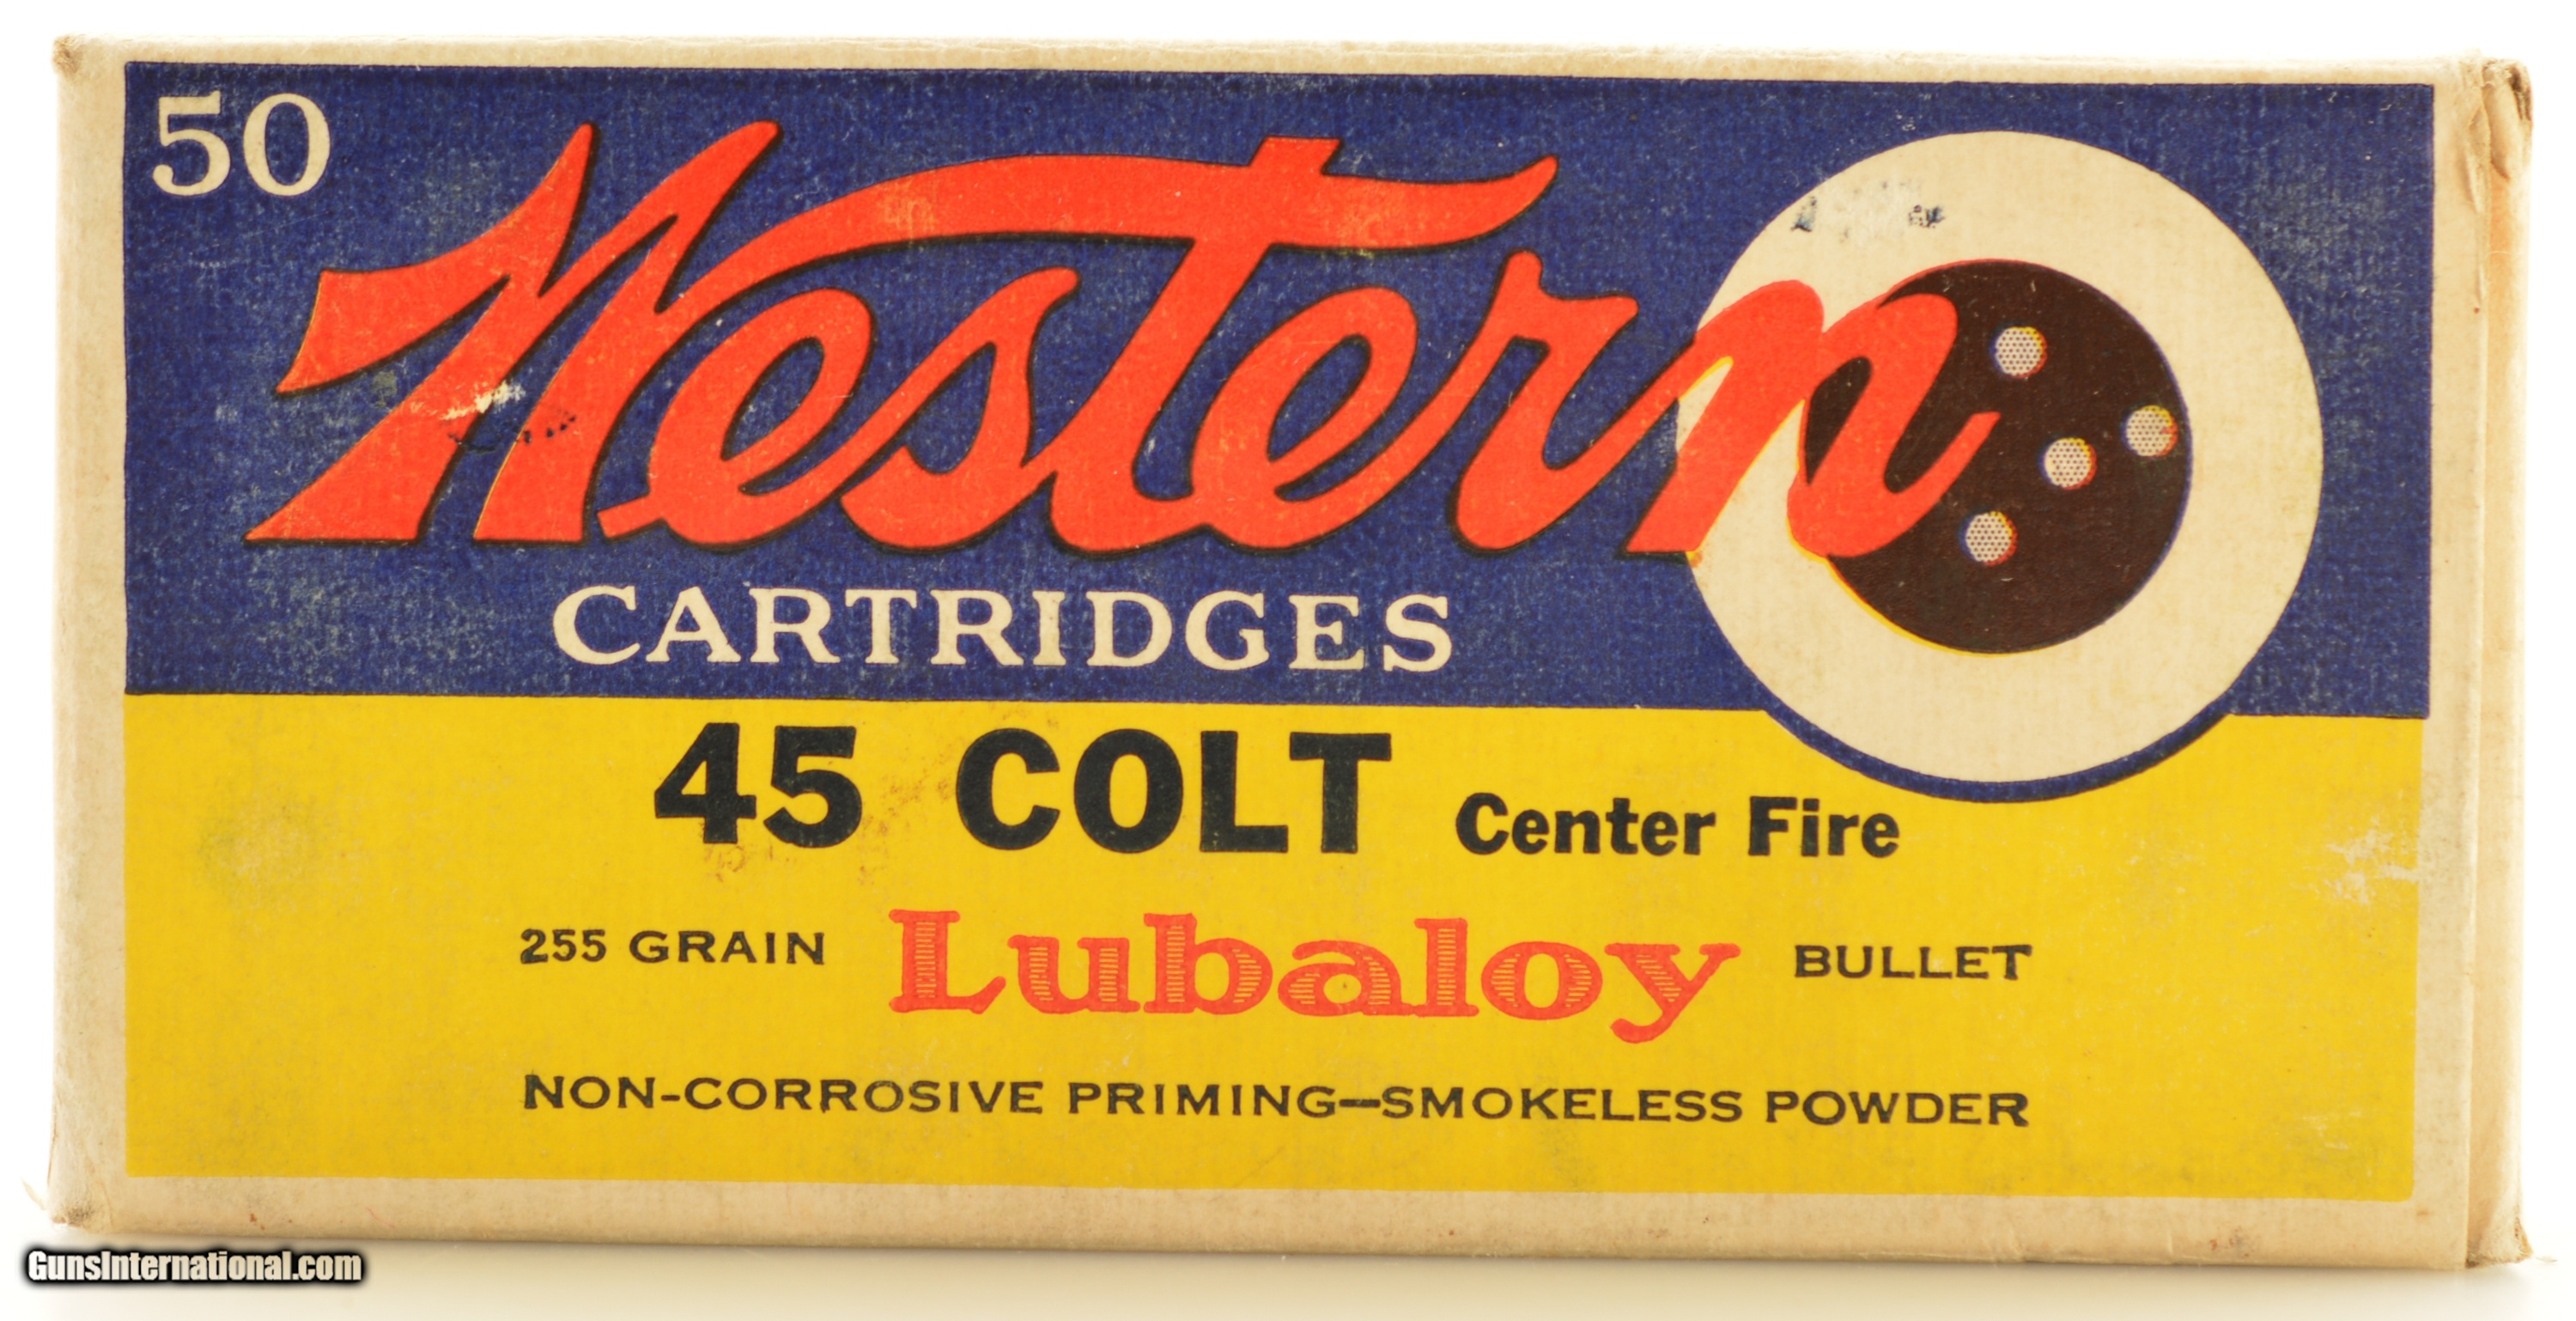 50
Western
CARTRIDGES
45 COLT Center Fire
255 GRAIN Lubaloy BULLET
NON-CORROSIVE PRIMING—SMOKELESS POWDER
GunsInternational.com